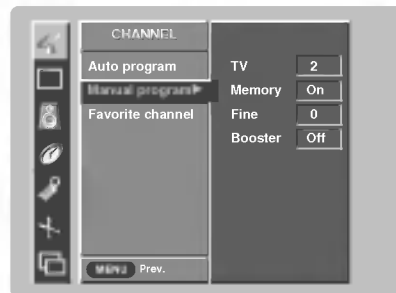 CHANNEL
Auto program
Manual program
Favorite channel
TV 2
Memory On
Fine 0
Booster Off
MENU Prev.